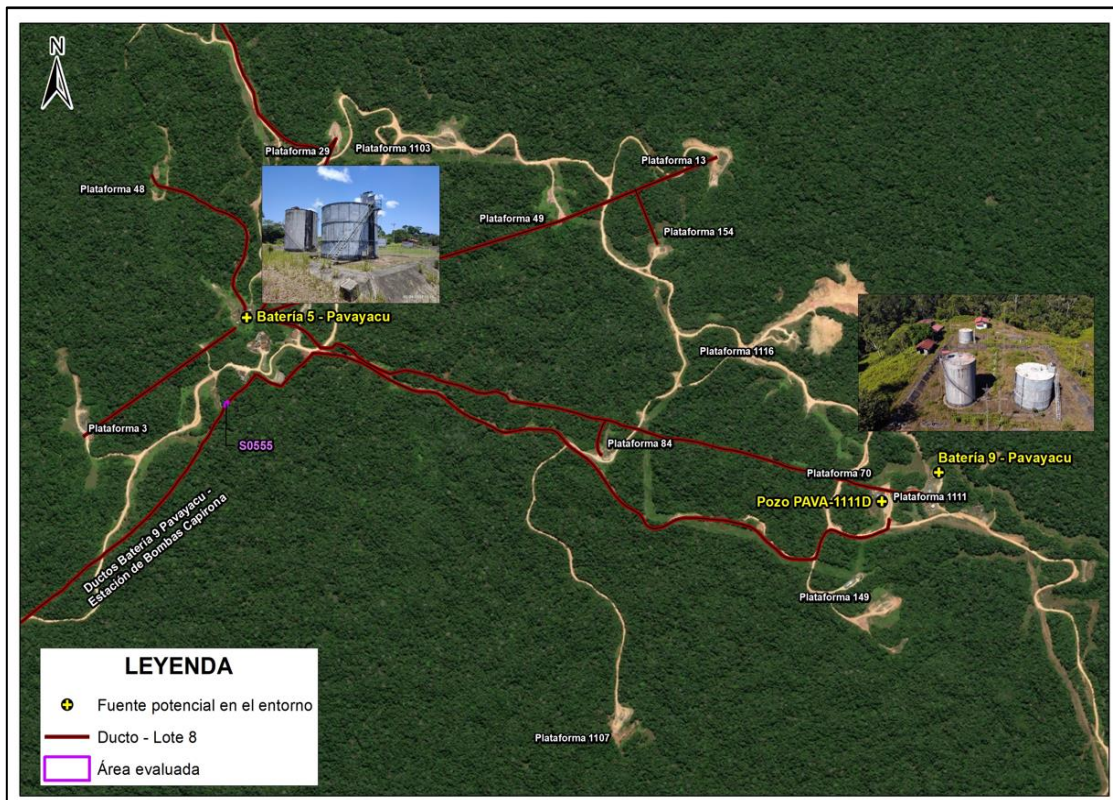 N
Plataforma 29
Plataforma 1103
Plataforma 13
Plataforma 48
Plataforma 49
Plataforma 154
Batería 5 - Pavayacu
Plataforma 1116
Plataforma 3
S0555
Plataforma 84
Plataforma 70
Batería 9 - Pavayacu
Pozo PAVA-1111D
Plataforma 1111
Ductos Batería 9 Pavayacu -
Estación de Bombas Capirona
Plataforma 149
Plataforma 1107
LEYENDA
Fuente potencial en el entorno
Ducto - Lote 8
Área evaluada